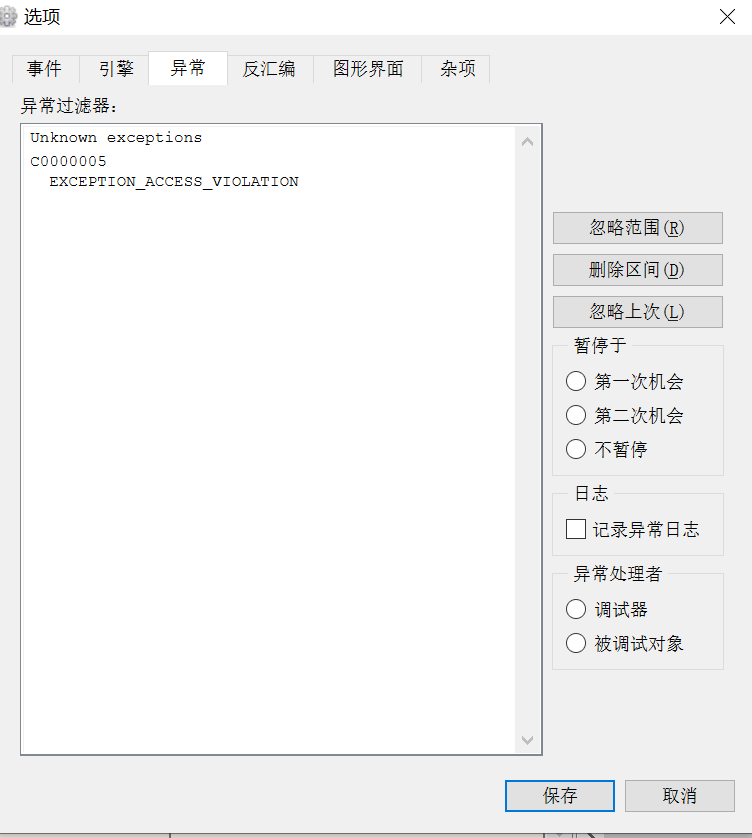 选项
事件 引擎 异常 反汇编 图形界面 杂项
异常过滤器:
Unknown exceptions
C0000005
EXCEPTION_ACCESS_VIOLATION
忽略范围(R)
删除区间(D)
忽略上次(L)
暂停于
第一次机会
第二次机会
不暂停
日志
记录异常日志
异常处理者
调试器
被调试对象
保存 取消